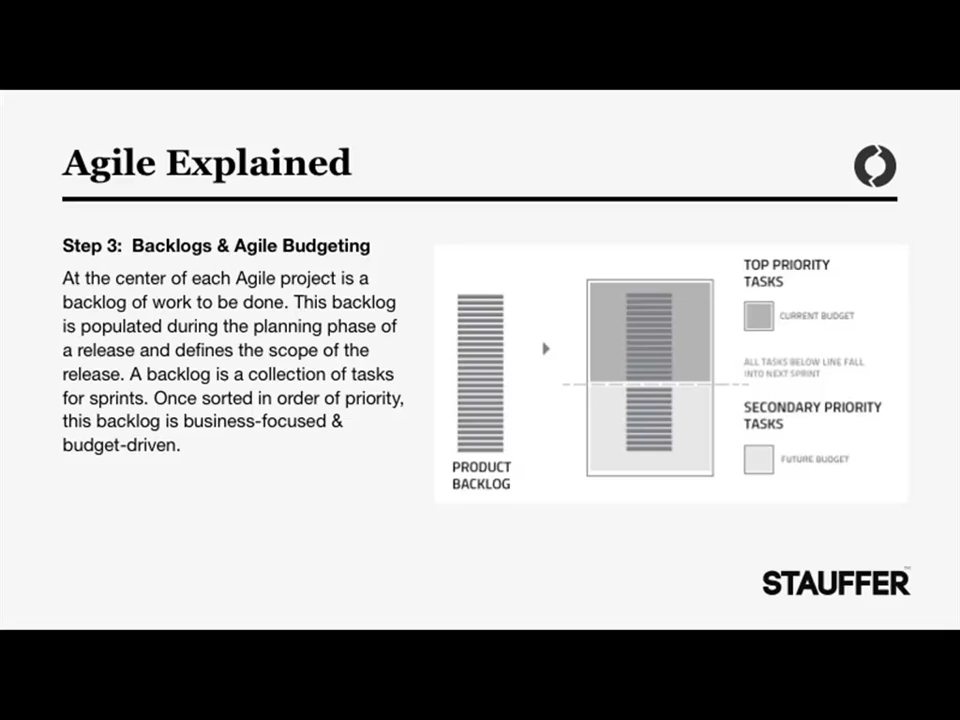 Agile Explained
Step 3:  Backlogs & Agile Budgeting
At the center of each Agile project is a
backlog of work to be done. This backlog
is populated during the planning phase of
a release and defines the scope of the
release. A backlog is a collection of tasks
for sprints. Once sorted in order of priority,
this backlog is business-focused &
budget-driven.
PRODUCT
BACKLOG
TOP PRIORITY
TASKS
CURRENT BUDGET
ALL TASKS BELOW LINE FALL
INTO NEXT SPRINT
SECONDARY PRIORITY
TASKS
FUTURE BUDGET
STAUFFER™